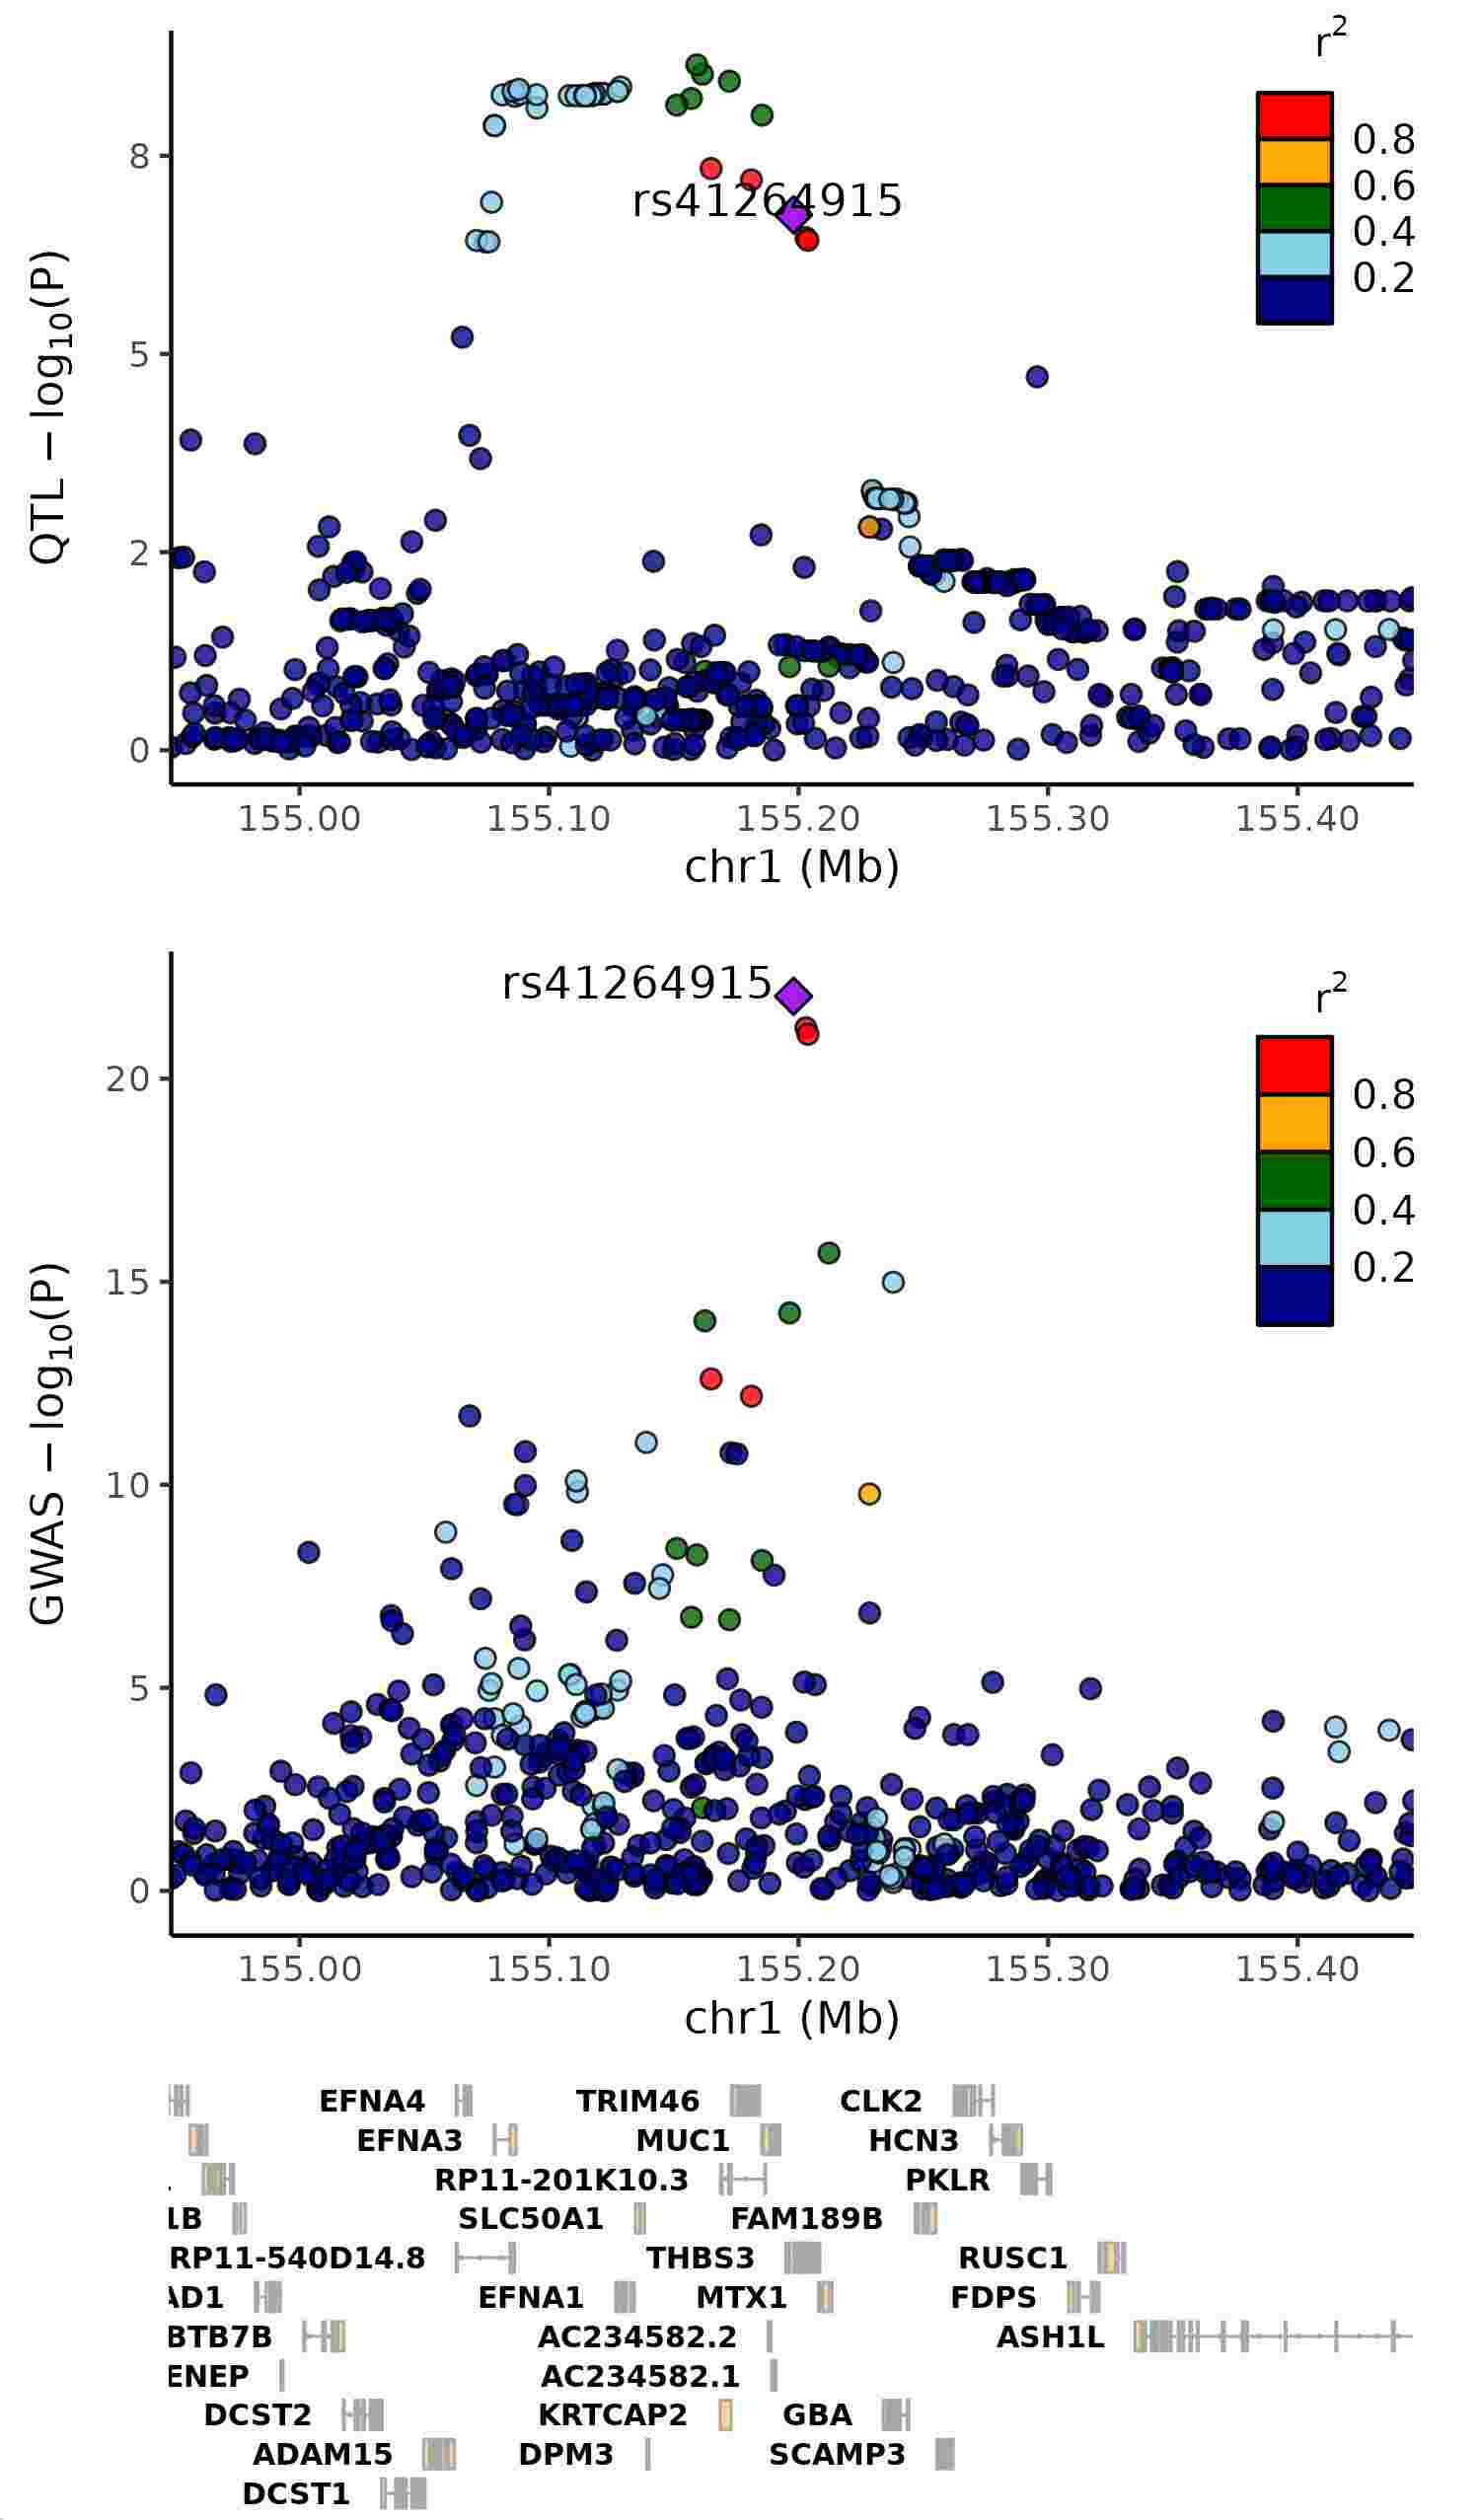 r2
0.8
0.6
0.4
0.2
rs41264915
QTL −log10(P)
8
5
2
0
155.00 155.10 155.20 155.30 155.40
chr1 (Mb)
rs41264915
r2
0.8
0.6
0.4
0.2
GWAS −log10(P)
20
15
10
5
0
155.00 155.10 155.20 155.30 155.40
chr1 (Mb)
EFNA4 TRIM46 CLK2
EFNA3 MUC1 HCN3
RP11-201K10.3 PKLR
LB SLC50A1 FAM189B
RP11-540D14.8 THBS3 RUSC1
AD1 EFNA1 MTX1 FDPS
BTB7B AC234582.2 ASH1L
ENEP AC234582.1
DCST2 KRTCAP2 GBA
ADAM15 DPM3 SCAMP3
DCST1